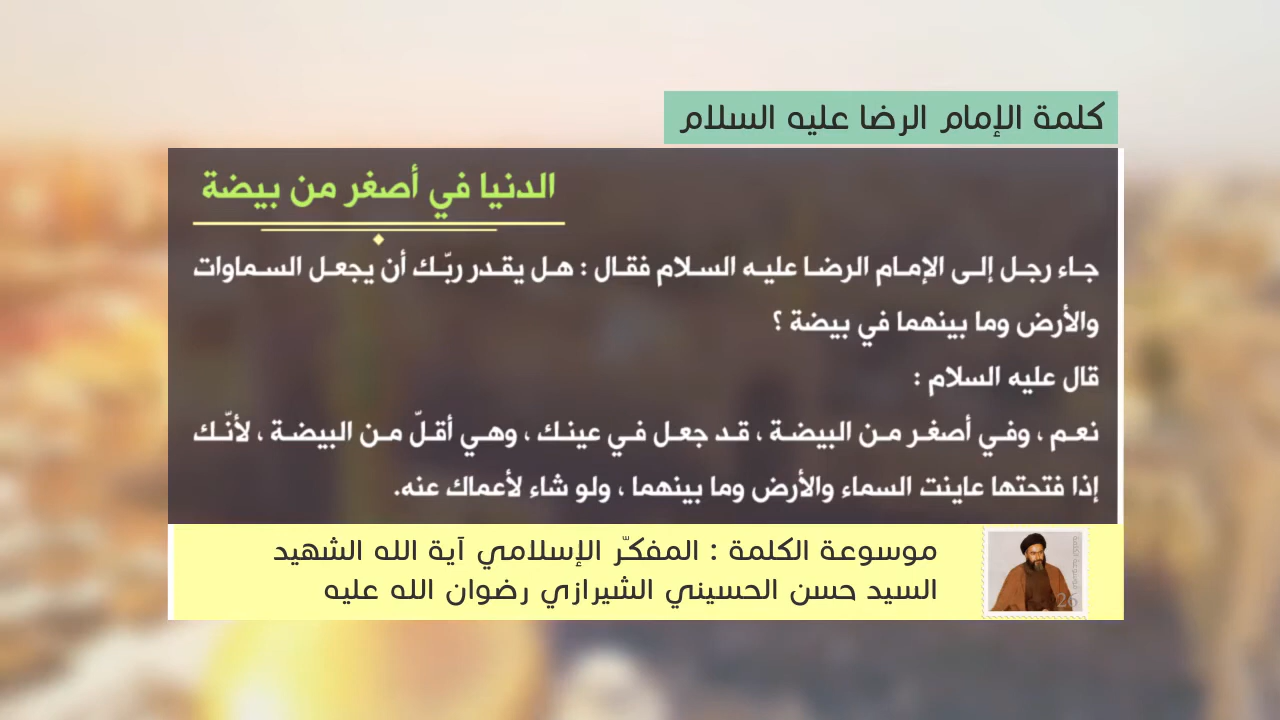 كلمة الإمام الرضا عليه السلام
الدنيا في أصغر من بيضة
جاء رجل إلى الإمام الرضا عليه السلام فقال : هل يقدر ربّك أن يجعل السماوات
والأرض وما بينهما في بيضة ؟
قال عليه السلام :
نعم ، وفي أصغر من البيضة ، قد جعل في عينك ، وهي أقلّ من البيضة ، لأنّك
إذا فتحتها عاينت السماء والأرض وما بينهما ، ولو شاء لأعماك عنه.
موسوعة الكلمة : المفكّر الإسلامي آية الله الشهيد
السيد حسن الحسيني الشيرازي رضوان الله عليه
26